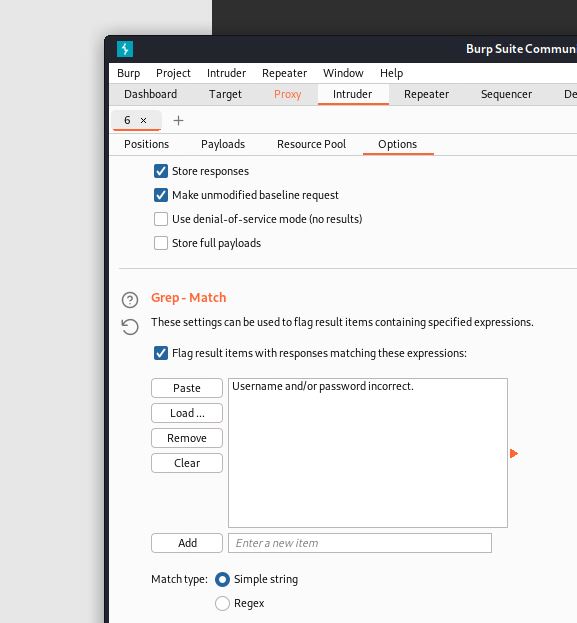 Burp Suite Commun
Burp Project Intruder Repeater Window Help
Dashboard Target Proxy Intruder Repeater Sequencer De
6 × +
Positions Payloads Resource Pool Options
Store responses
Make unmodified baseline request
Use denial-of-service mode (no results)
Store full payloads
Grep - Match
These settings can be used to flag result items containing specified expressions.
Flag result items with responses matching these expressions:
Paste
Username and/or password incorrect.
Load ...
Remove
Clear
Add
Enter a new item
Match type: Simple string
Regex